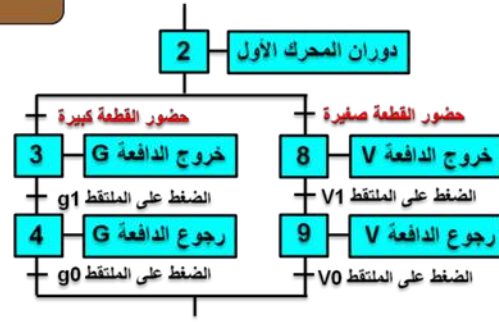 2 دوران المحرك الأول
حضور القطعة كبيرة
حضور القطعة صغيرة
3 خروج الدافعة G
8 خروج الدافعة V
الضغط على الملتقط g1
الضغط على الملتقط V1
4 رجوع الدافعة G
9 رجوع الدافعة V
الضغط على الملتقط g0
الضغط على الملتقط V0